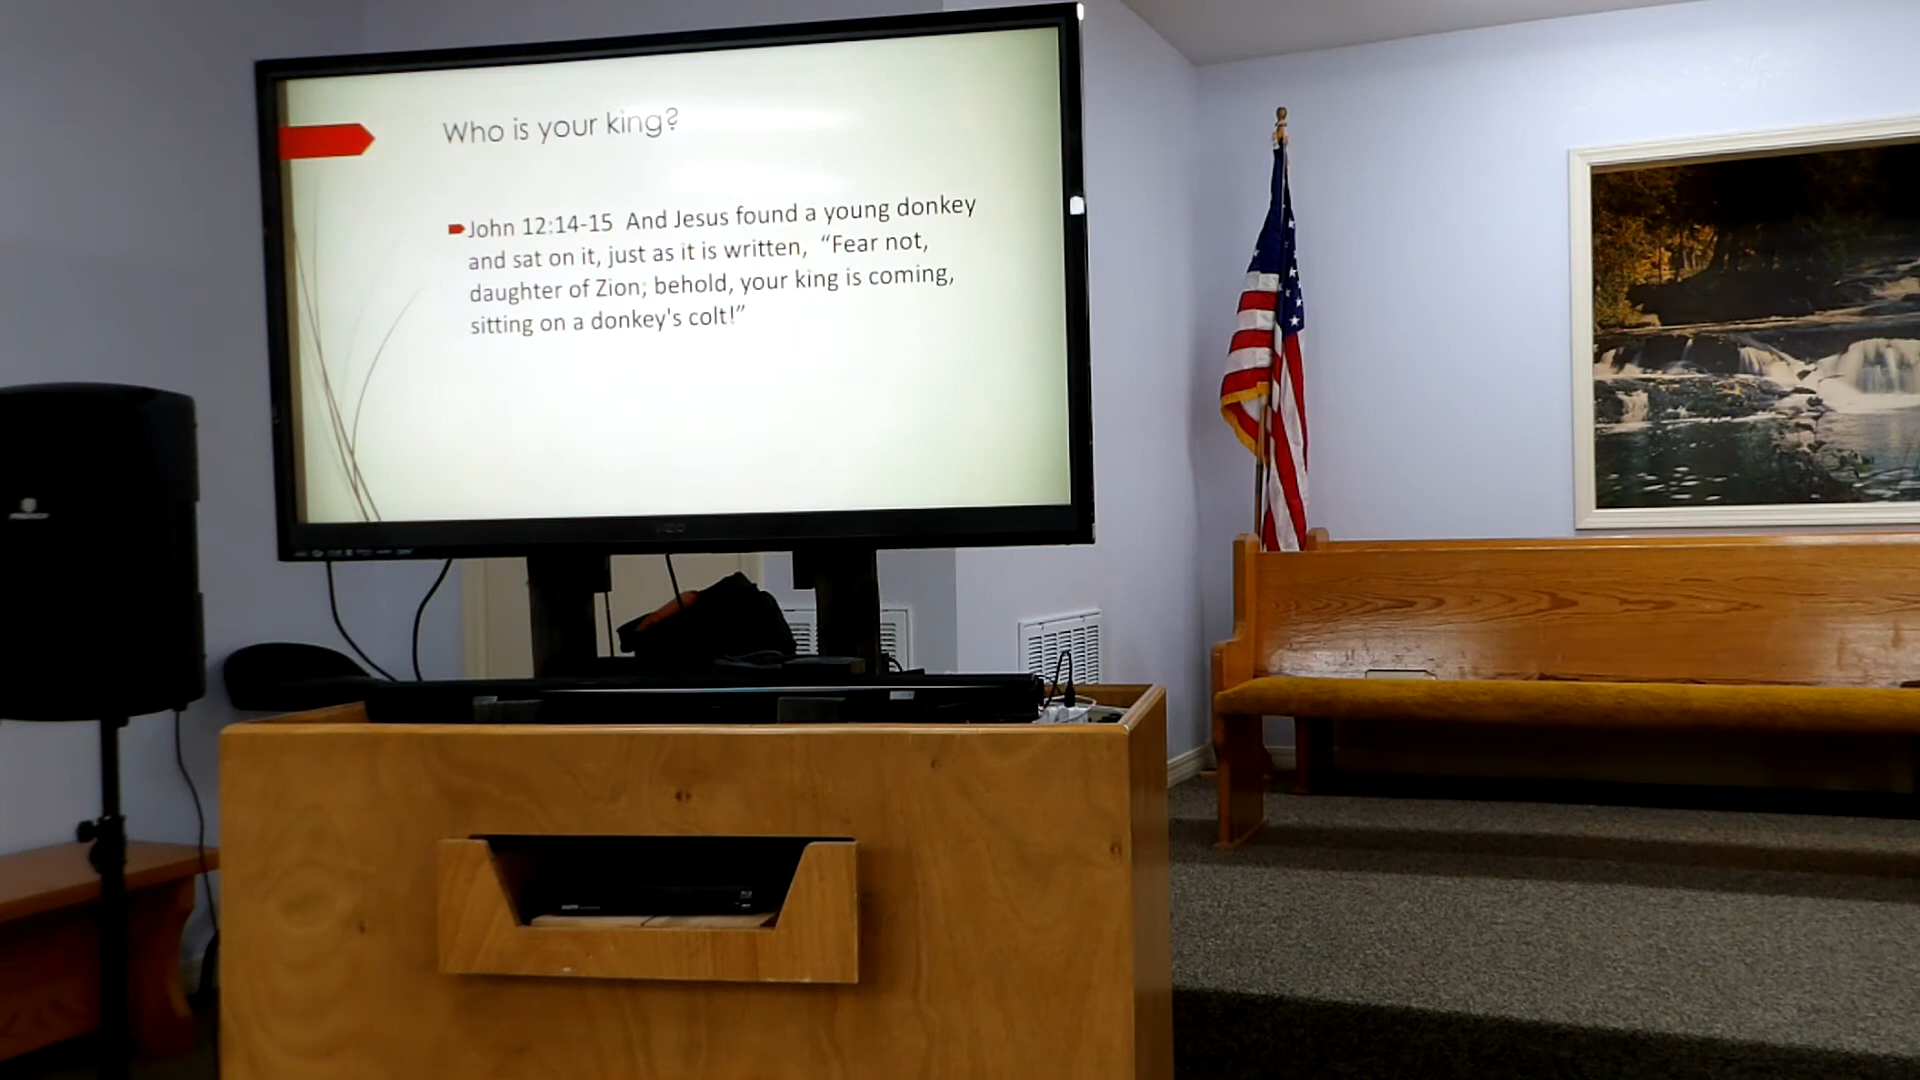 Who is your king?
John 12:14-15 And Jesus found a young donkey
and sat on it, just as it is written, “Fear not,
daughter of Zion; behold, your king is coming,
sitting on a donkey's colt!”
VIZIO